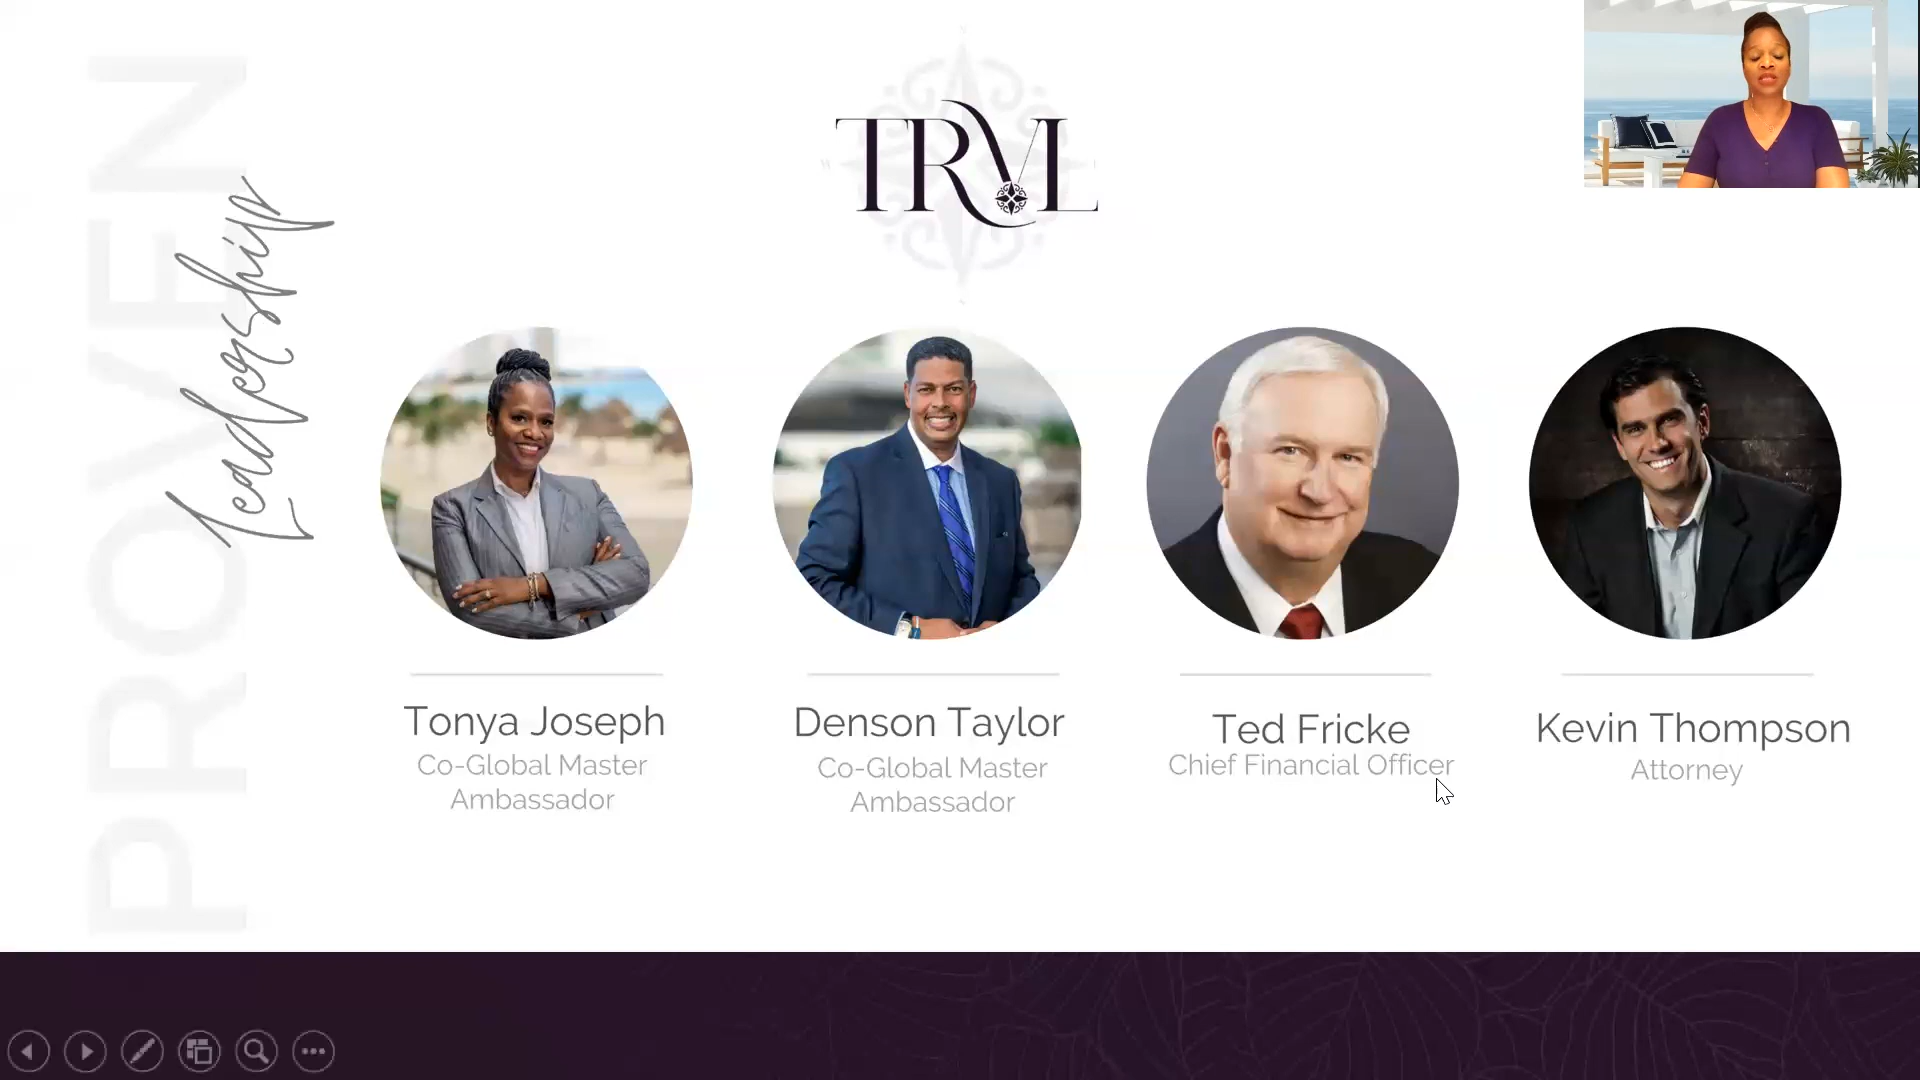 PROVEN
Leadership
TRVL
Tonya Joseph
Co-Global Master
Ambassador
Denson Taylor
Co-Global Master
Ambassador
Ted Fricke
Chief Financial Officer
Kevin Thompson
Attorney